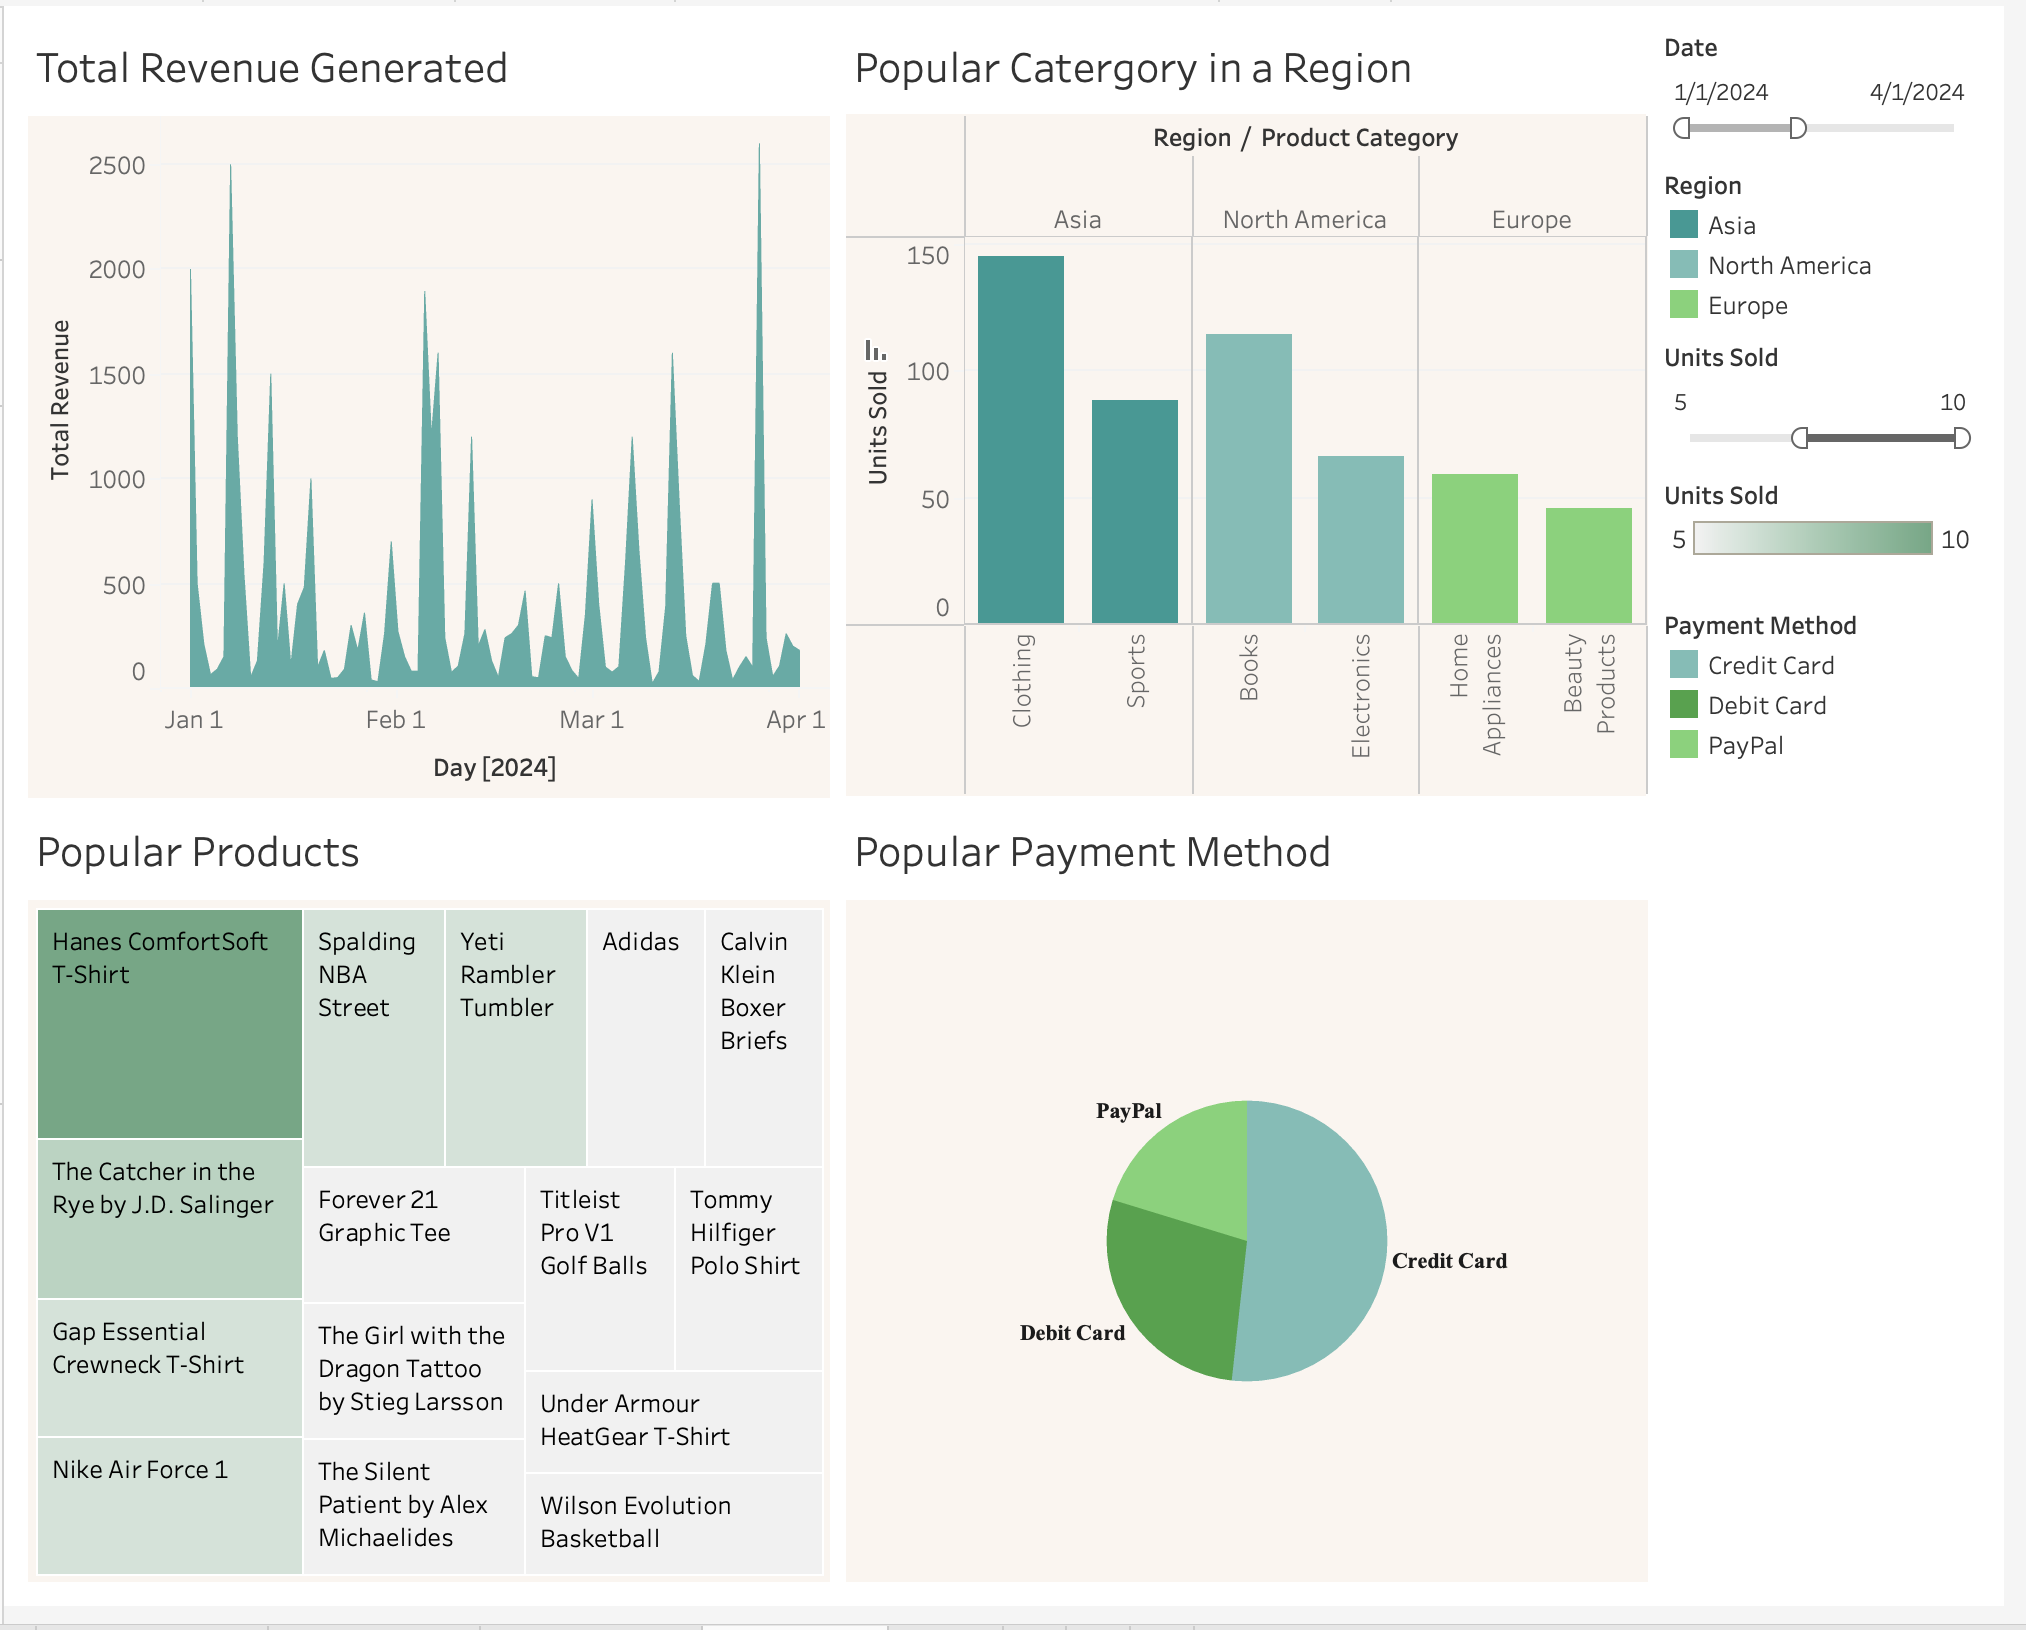 Total Revenue Generated
2500
2000
1500
1000
500
0
Total Revenue
Jan 1
Feb 1
Mar 1
Apr 1
Day [2024]
Popular Catergory in a Region
Region / Product Category
Asia
North America
Europe
150
100
50
0
Units Sold
Clothing
Sports
Books
Electronics
Home
Appliances
Beauty
Products
Date
1/1/2024
4/1/2024
Region
Asia
North America
Europe
Units Sold
5
10
Units Sold
5
10
Payment Method
Credit Card
Debit Card
PayPal
Popular Products
Hanes ComfortSoft
T-Shirt
The Catcher in the
Rye by J.D. Salinger
Gap Essential
Crewneck T-Shirt
Nike Air Force 1
Spalding
NBA
Street
Yeti
Rambler
Tumbler
Adidas
Calvin
Klein
Boxer
Briefs
Forever 21
Graphic Tee
The Girl with the
Dragon Tattoo
by Stieg Larsson
The Silent
Patient by Alex
Michaelides
Titleist
Pro V1
Golf Balls
Tommy
Hilfiger
Polo Shirt
Under Armour
HeatGear T-Shirt
Wilson Evolution
Basketball
Popular Payment Method
PayPal
Credit Card
Debit Card